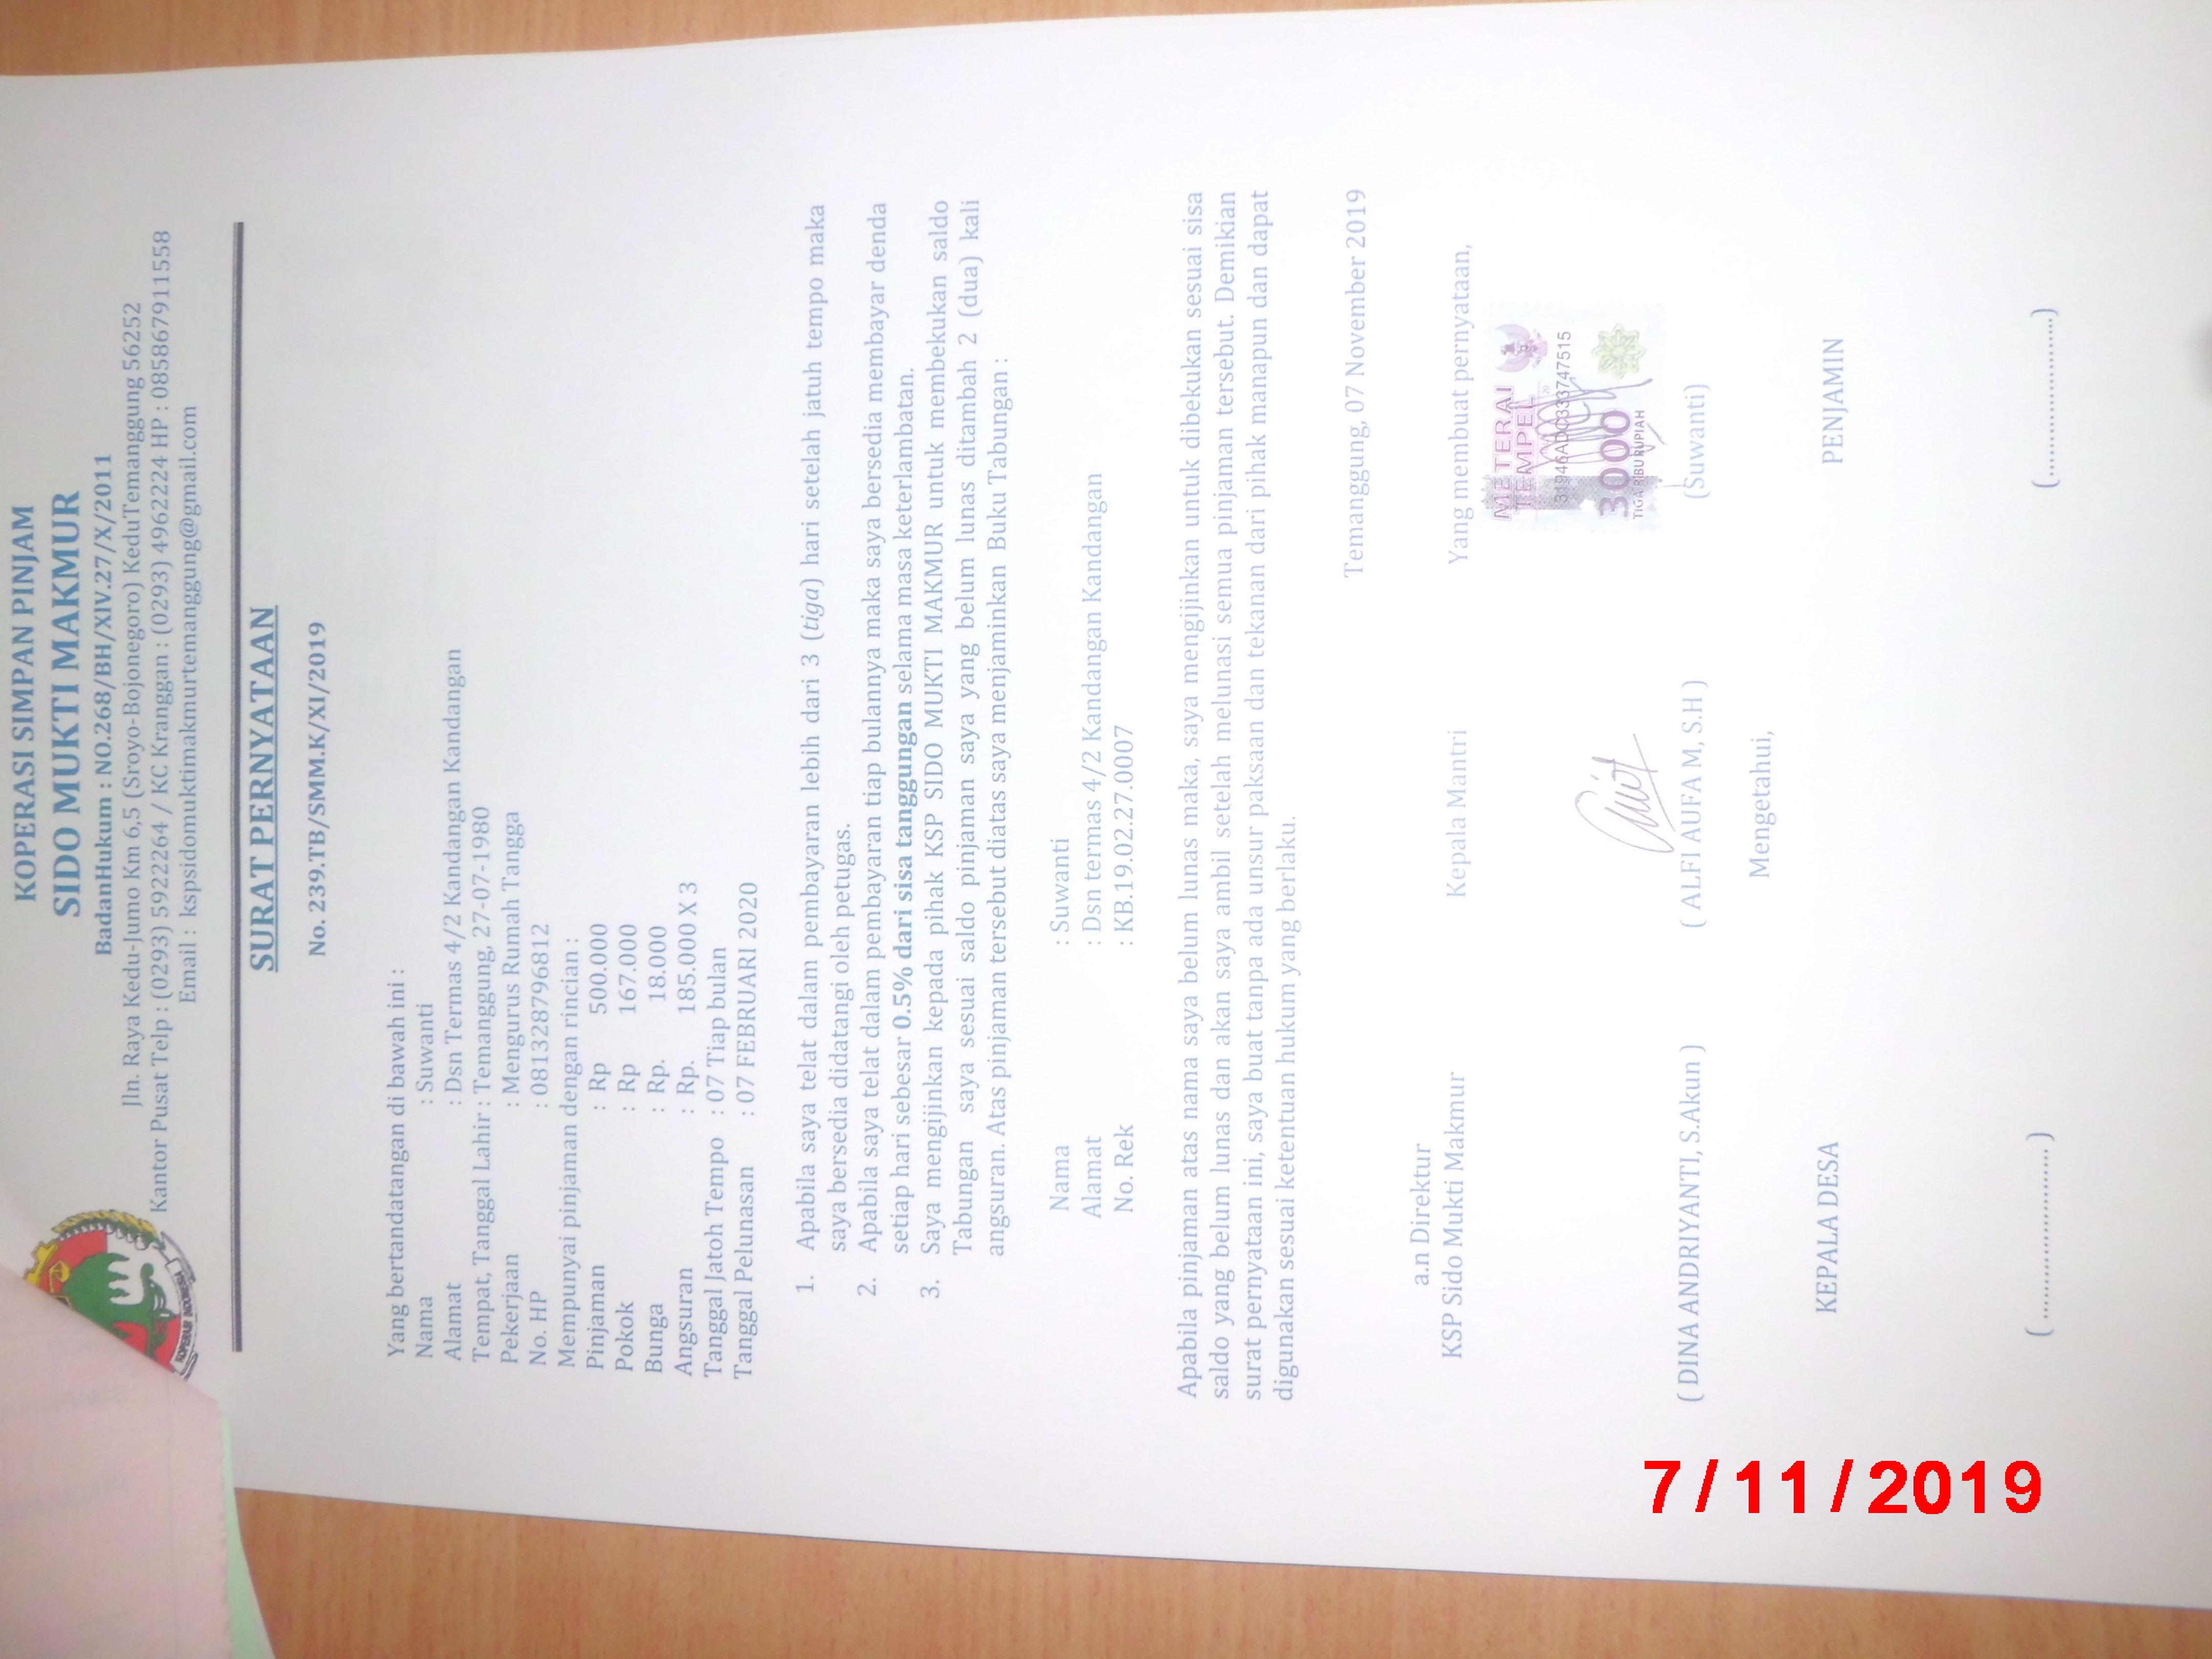 KOPERASI SIMPAN PINJAM
SIDO MUKTI MAKMUR
BadanHukum : NO.268/BH/XIV.27/X/2011
Jln. Raya Kedu-Jumo Km 6,5 (Sroyo-Bojonegoro) KeduTemanggung 56252
Kantor Pusat Telp : (0293) 5922264 / KC Kranggan : (0293) 4962224 HP : 085867911558
Email : kspsidomuktimakmurtemanggung@gmail.com
KOPERASI INDONESIA
SURAT PERNYATAAN
No. 239.TB/SMM.K/XI/2019
Yang bertandatangan di bawah ini :
Nama : Suwanti
Alamat : Dsn Termas 4/2 Kandangan Kandangan
Tempat, Tanggal Lahir : Temanggung, 27-07-1980
Pekerjaan : Mengurus Rumah Tangga
No. HP : 081328796812
Mempunyai pinjaman dengan rincian :
Pinjaman : Rp 500.000
Pokok : Rp 167.000
Bunga : Rp. 18.000
Angsuran : Rp. 185.000 X 3
Tanggal Jatoh Tempo : 07 Tiap bulan
Tanggal Pelunasan : 07 FEBRUARI 2020
1. Apabila saya telat dalam pembayaran lebih dari 3 (tiga) hari setelah jatuh tempo maka
saya bersedia didatangi oleh petugas.
2. Apabila saya telat dalam pembayaran tiap bulannya maka saya bersedia membayar denda
setiap hari sebesar 0.5% dari sisa tanggungan selama masa keterlambatan.
3. Saya mengijinkan kepada pihak KSP SIDO MUKTI MAKMUR untuk membekukan saldo
Tabungan saya sesuai saldo pinjaman saya yang belum lunas ditambah 2 (dua) kali
angsuran. Atas pinjaman tersebut diatas saya menjaminkan Buku Tabungan :
Nama : Suwanti
Alamat : Dsn termas 4/2 Kandangan Kandangan
No. Rek : KB.19.02.27.0007
Apabila pinjaman atas nama saya belum lunas maka, saya mengijinkan untuk dibekukan sesuai sisa
saldo yang belum lunas dan akan saya ambil setelah melunasi semua pinjaman tersebut. Demikian
surat pernyataan ini, saya buat tanpa ada unsur paksaan dan tekanan dari pihak manapun dan dapat
digunakan sesuai ketentuan hukum yang berlaku.
Temanggung, 07 November 2019
a.n Direktur
KSP Sido Mukti Makmur Kepala Mantri Yang membuat pernyataan,
METERAI
TEMPEL
31946ADC333747515
3000
TIGA RIBU RUPIAH
( DINA ANDRIYANTI, S.Akun ) ( ALFI AUFA M, S.H ) (Suwanti)
Mengetahui,
KEPALA DESA PENJAMIN
( ........................ ) (........................)
7/11/2019